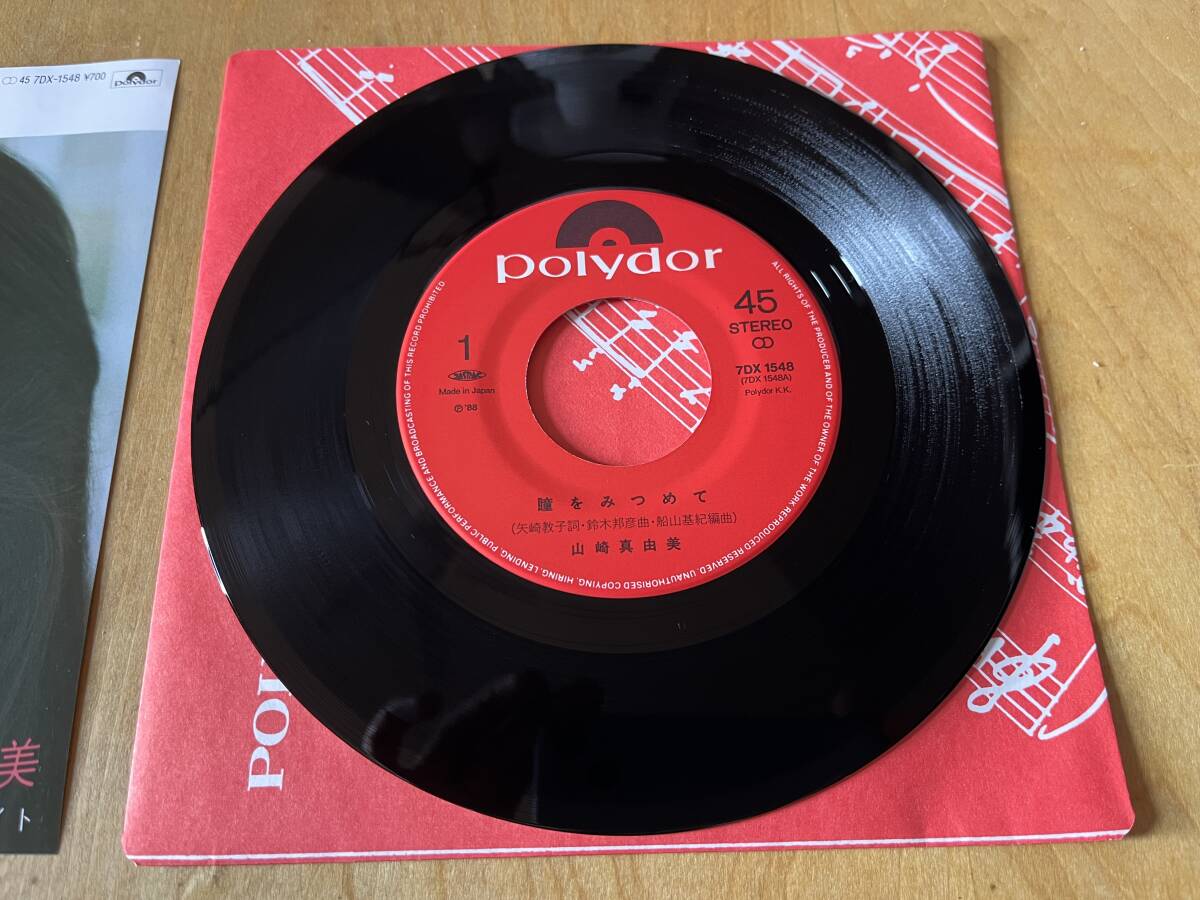 45 7DX-1548 ¥700
polydor
美
イト
POL
polydor
45
STEREO
1
7DX 1548
(7DX 1548A)
Polydor K.K.
Made in Japan
℗ '88
瞳をみつめて
(矢崎教子詞・鈴木邦彦曲・船山基紀編曲)
山崎真由美
ALL RIGHTS OF THE PRODUCER AND OF THE OWNER OF THE WORK REPRODUCED RESERVED. UNAUTHORISED COPYING, HIRING, LENDING, PUBLIC PERFORMANCE AND BROADCASTING OF THIS RECORD PROHIBITED